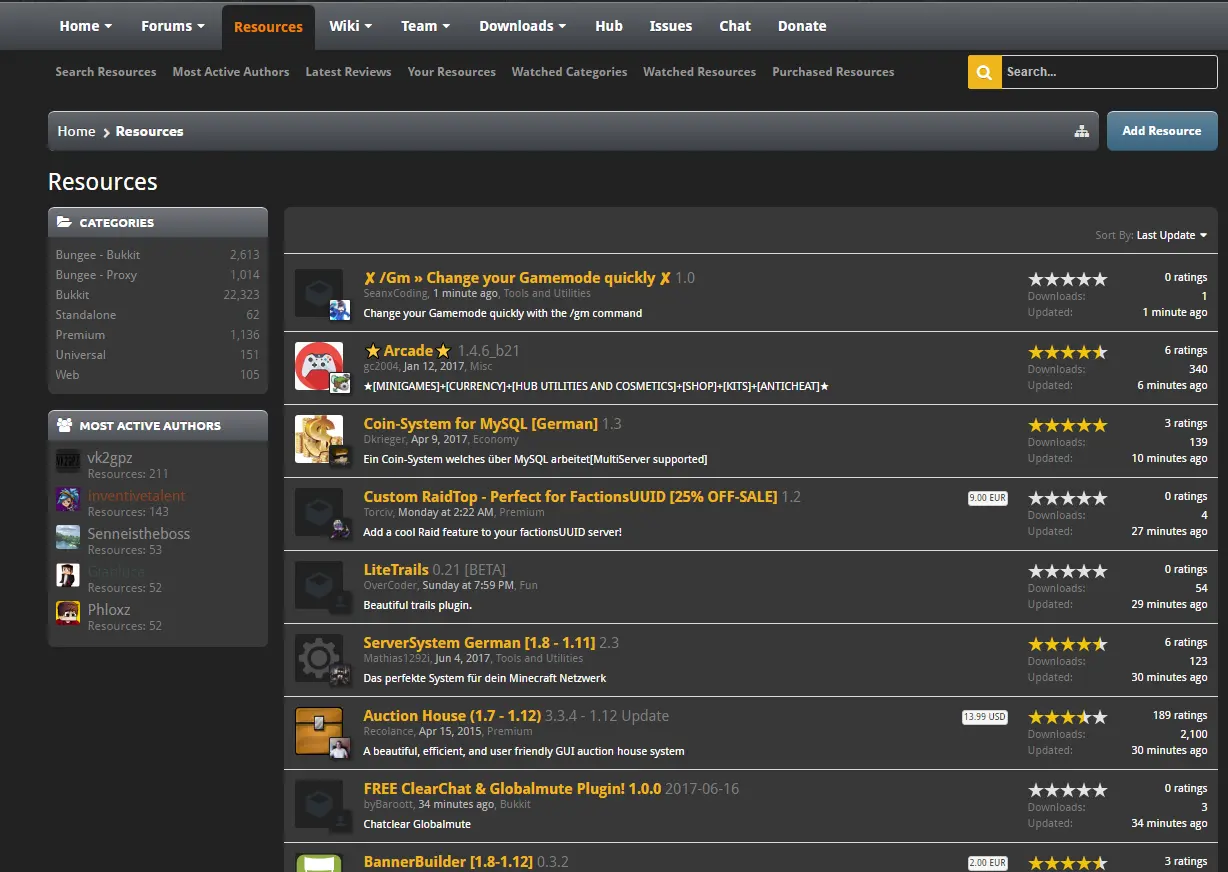 Home Forums Resources Wiki Team Downloads Hub Issues Chat Donate
Search Resources Most Active Authors Latest Reviews Your Resources Watched Categories Watched Resources Purchased Resources
Search...
Home Resources
Add Resource
Resources
CATEGORIES
Bungee - Bukkit 2,613
Bungee - Proxy 1,014
Bukkit 22,323
Standalone 62
Premium 1,136
Universal 151
Web 105
MOST ACTIVE AUTHORS
vk2gpz
Resources: 211
inventivetalent
Resources: 143
Senneistheboss
Resources: 53
Resources: 52
Phloxz
Resources: 52
Sort By: Last Update
✘ /Gm » Change your Gamemode quickly ✘ 1.0
SeanxCoding, 1 minute ago, Tools and Utilities
Change your Gamemode quickly with the /gm command
0 ratings
Downloads: 1
Updated: 1 minute ago
★Arcade★ 1.4.6_b21
gc2004, Jan 12, 2017, Misc
★[MINIGAMES]+[CURRENCY]+[HUB UTILITIES AND COSMETICS]+[SHOP]+[KITS]+[ANTICHEAT]★
6 ratings
Downloads: 340
Updated: 6 minutes ago
Coin-System for MySQL [German] 1.3
Dkrieger, Apr 9, 2017, Economy
Ein Coin-System welches über MySQL arbeitet[MultiServer supported]
3 ratings
Downloads: 139
Updated: 10 minutes ago
Custom RaidTop - Perfect for FactionsUUID [25% OFF-SALE] 1.2
Torciv, Monday at 2:22 AM, Premium
Add a cool Raid feature to your factionsUUID server!
9.00 EUR
0 ratings
Downloads: 4
Updated: 27 minutes ago
LiteTrails 0.21 [BETA]
OverCoder, Sunday at 7:59 PM, Fun
Beautiful trails plugin.
0 ratings
Downloads: 54
Updated: 29 minutes ago
ServerSystem German [1.8 - 1.11] 2.3
Mathias1292i, Jun 4, 2017, Tools and Utilities
Das perfekte System für dein Minecraft Netzwerk
6 ratings
Downloads: 123
Updated: 30 minutes ago
Auction House (1.7 - 1.12) 3.3.4 - 1.12 Update
Recolance, Apr 15, 2015, Premium
A beautiful, efficient, and user friendly GUI auction house system
13.99 USD
189 ratings
Downloads: 2,100
Updated: 30 minutes ago
FREE ClearChat & Globalmute Plugin! 1.0.0 2017-06-16
byBaroott, 34 minutes ago, Bukkit
Chatclear Globalmute
0 ratings
Downloads: 3
Updated: 34 minutes ago
BannerBuilder [1.8-1.12] 0.3.2
2.00 EUR
3 ratings